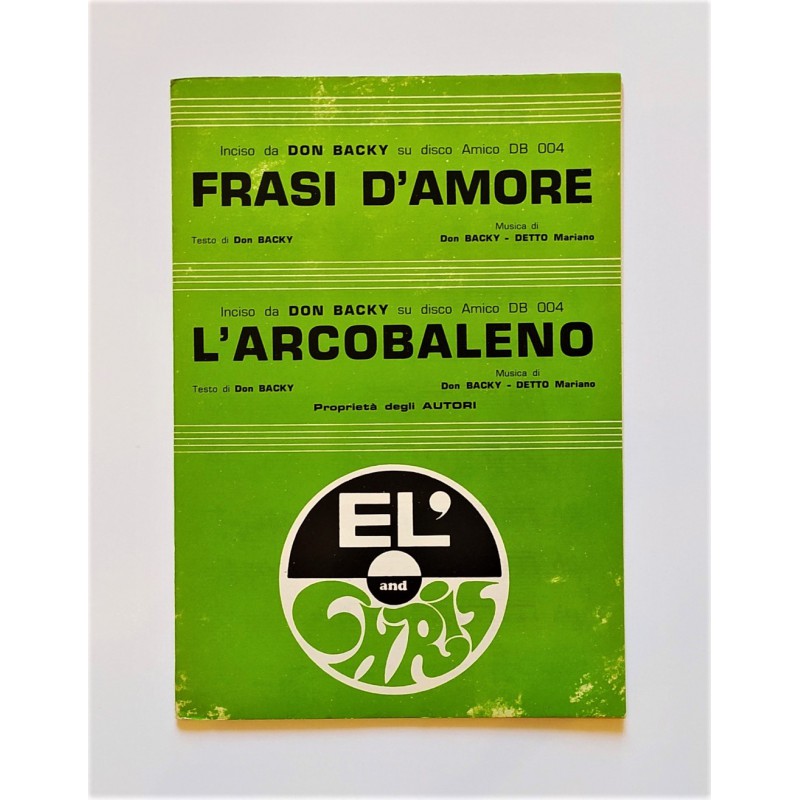 Inciso da DON BACKY su disco Amico DB 004
FRASI D'AMORE
Testo di Don BACKY
Musica di
Don BACKY - DETTO Mariano
Inciso da DON BACKY su disco Amico DB 004
L'ARCOBALENO
Testo di Don BACKY
Musica di
Don BACKY - DETTO Mariano
Proprietà degli AUTORI
EL'
and
CHRIS